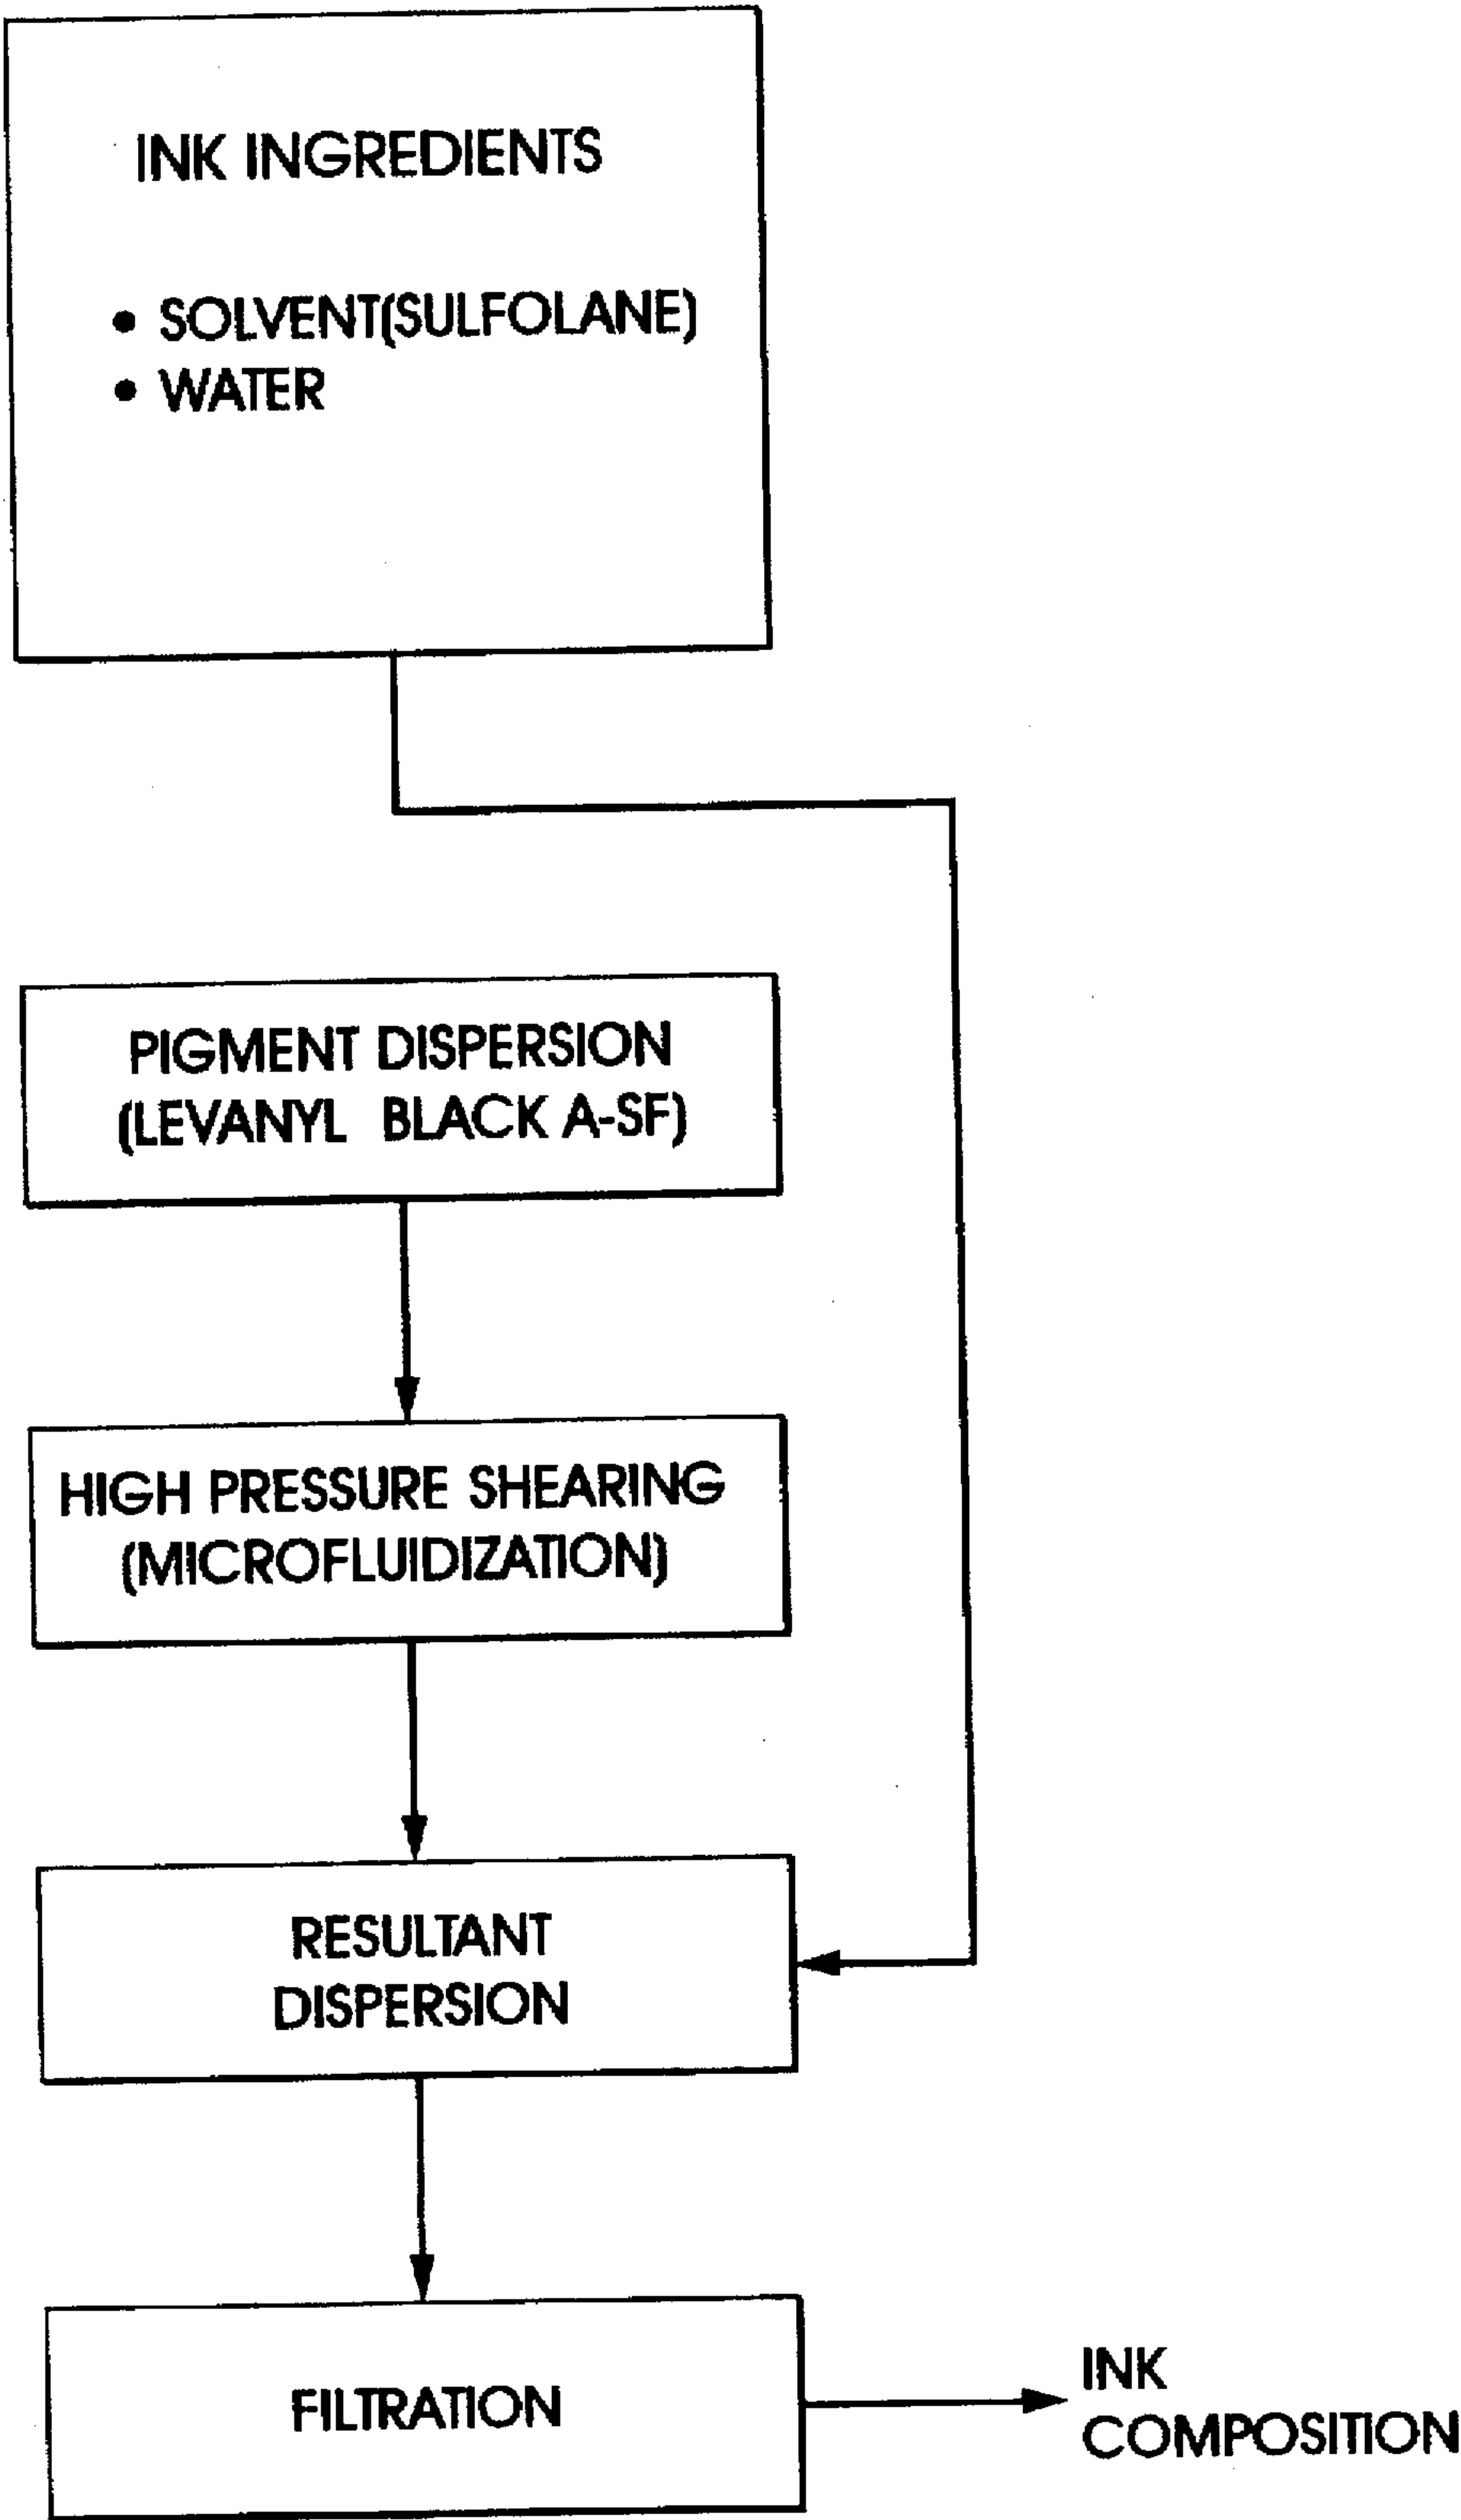 INK INGREDIENTS
• SOLVENT(SULFOLANE)
• WATER
PIGMENT DISPERSION
(LEVANYL BLACK A-SF)
HIGH PRESSURE SHEARING
(MICROFLUIDIZATION)
RESULTANT
DISPERSION
FILTRATION
INK
COMPOSITION